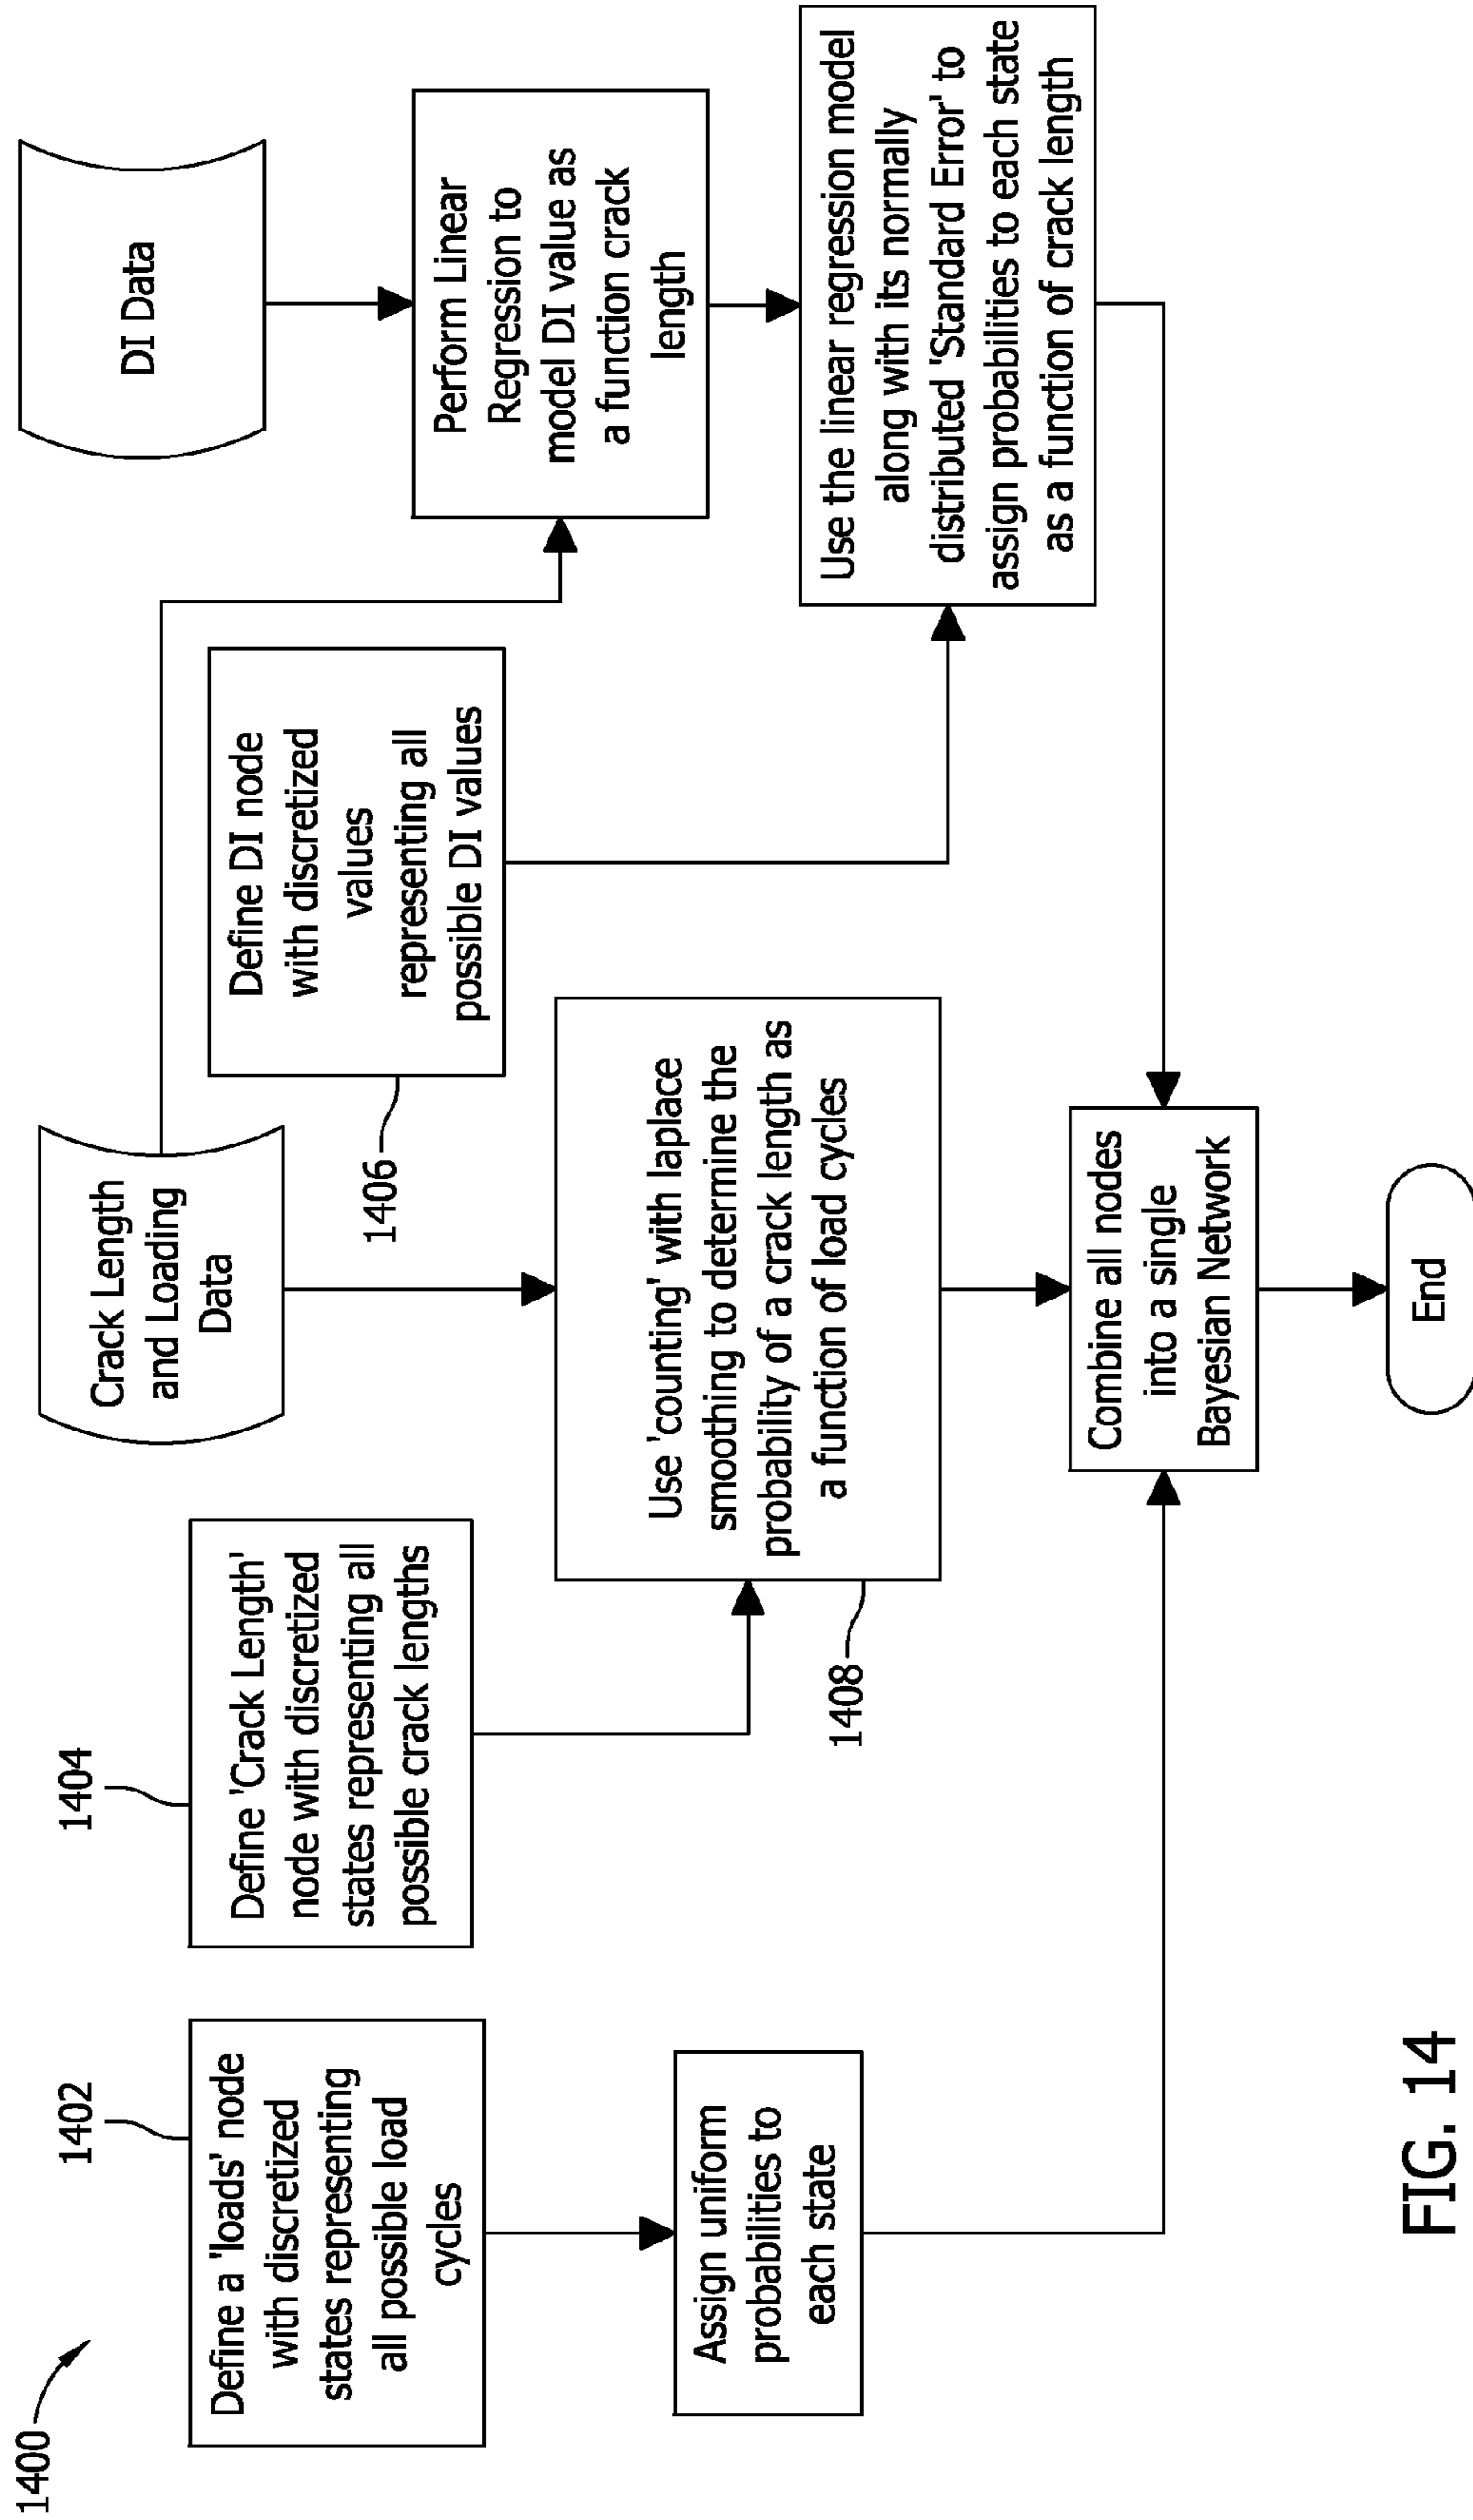 1400
1402
Define a 'loads' node
with discretized
states representing
all possible load
cycles
Assign uniform
probabilities to
each state
1404
Define 'Crack Length'
node with discretized
states representing all
possible crack lengths
Crack Length
and Loading
Data
1408
Use 'counting' with laplace
smoothing to determine the
probability of a crack length as
a function of load cycles
1406
Define DI node
with discretized
values
representing all
possible DI values
DI Data
Perform Linear
Regression to
model DI value as
a function crack
length
Use the linear regression model
along with its normally
distributed 'Standard Error' to
assign probabilities to each state
as a function of crack length
Combine all nodes
into a single
Bayesian Network
End
FIG. 14